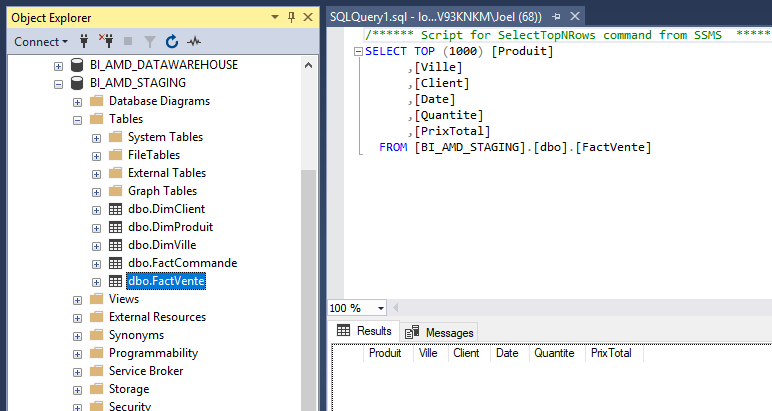 Object Explorer
Connect
BI_AMD_DATAWAREHOUSE
BI_AMD_STAGING
Database Diagrams
Tables
System Tables
FileTables
External Tables
Graph Tables
dbo.DimClient
dbo.DimProduit
dbo.DimVille
dbo.FactCommande
dbo.FactVente
Views
External Resources
Synonyms
Programmability
Service Broker
Storage
Security
SQLQuery1.sql - lo...V93KNKM\Joel (68))
/****** Script for SelectTopNRows command from SSMS *****
SELECT TOP (1000) [Produit]
,[Ville]
,[Client]
,[Date]
,[Quantite]
,[PrixTotal]
FROM [BI_AMD_STAGING].[dbo].[FactVente]
100 %
Results Messages
Produit Ville Client Date Quantite PrixTotal